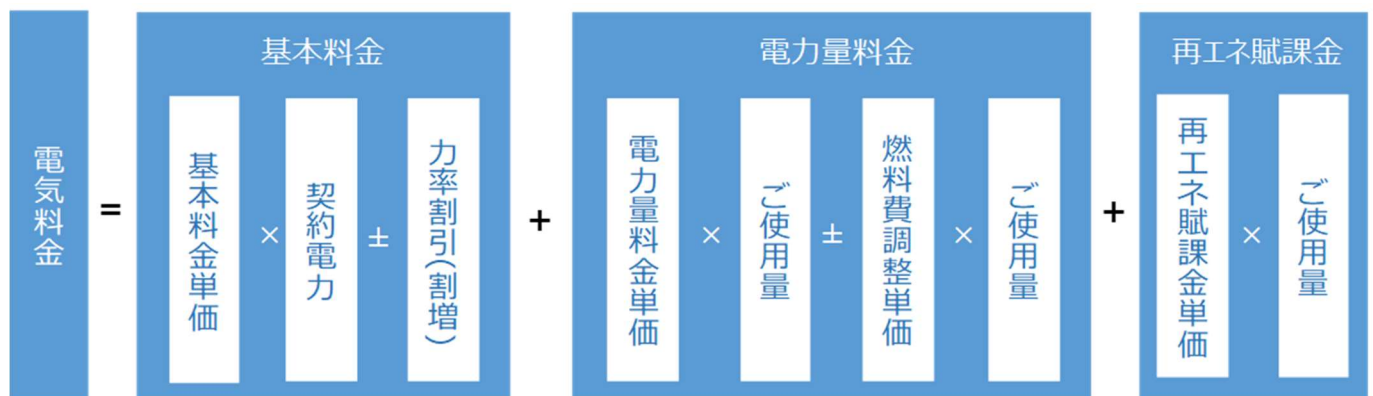 電気料金
=
基本料金
基本料金単価
×
契約電力
±
力率割引(割増)
+
電力量料金
電力量料金単価
×
ご使用量
±
燃料費調整単価
×
ご使用量
+
再エネ賦課金
再エネ賦課金単価
×
ご使用量